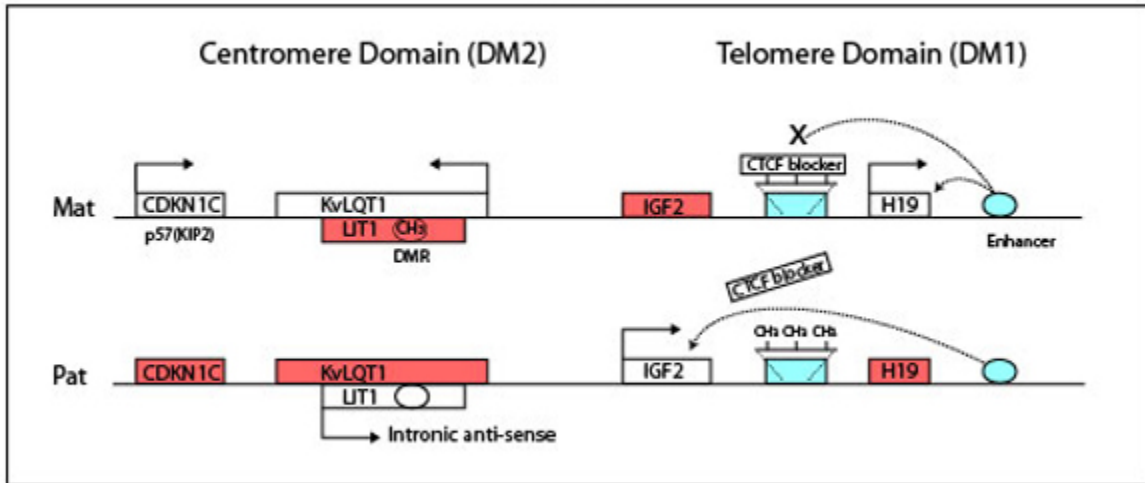 Centromere Domain (DM2) Telomere Domain (DM1)
X
CTCF blocker
Mat CDKN1C KvLQT1 IGF2 H19
p57(KIP2) LIT1 CH3 Enhancer
DMR
CTCF blocker
CH3 CH3 CH3
Pat CDKN1C KvLQT1 IGF2 H19
LIT1
Intronic anti-sense